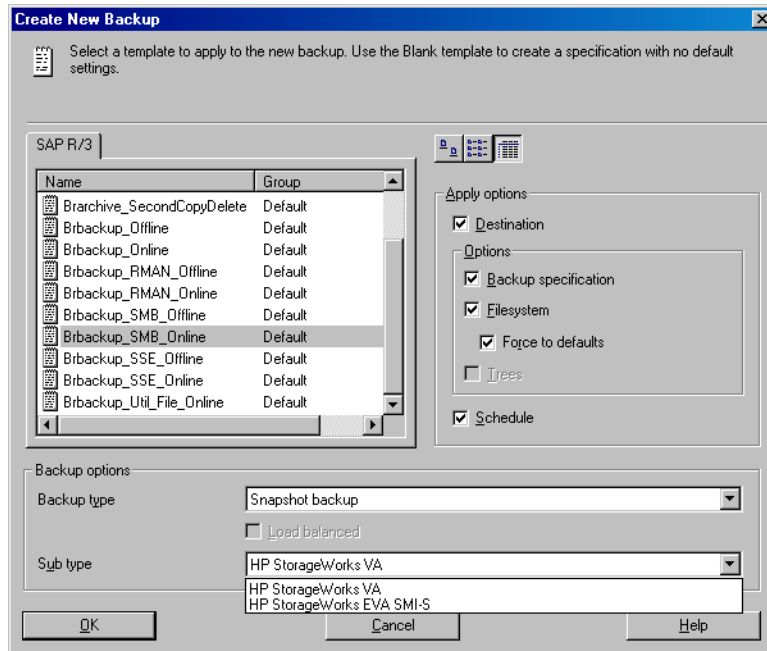 Create New Backup
Select a template to apply to the new backup. Use the Blank template to create a specification with no default
settings.
SAP R/3
Name Group
Brarchive_SecondCopyDelete Default
Brbackup_Offline Default
Brbackup_Online Default
Brbackup_RMAN_Offline Default
Brbackup_RMAN_Online Default
Brbackup_SMB_Offline Default
Brbackup_SMB_Online Default
Brbackup_SSE_Offline Default
Brbackup_SSE_Online Default
Brbackup_Util_File_Online Default
Apply options
Destination
Options
Backup specification
Filesystem
Force to defaults
Trees
Schedule
Backup options
Backup type Snapshot backup
Load balanced
Sub type HP StorageWorks VA
HP StorageWorks VA
HP StorageWorks EVA SMI-S
OK Cancel Help